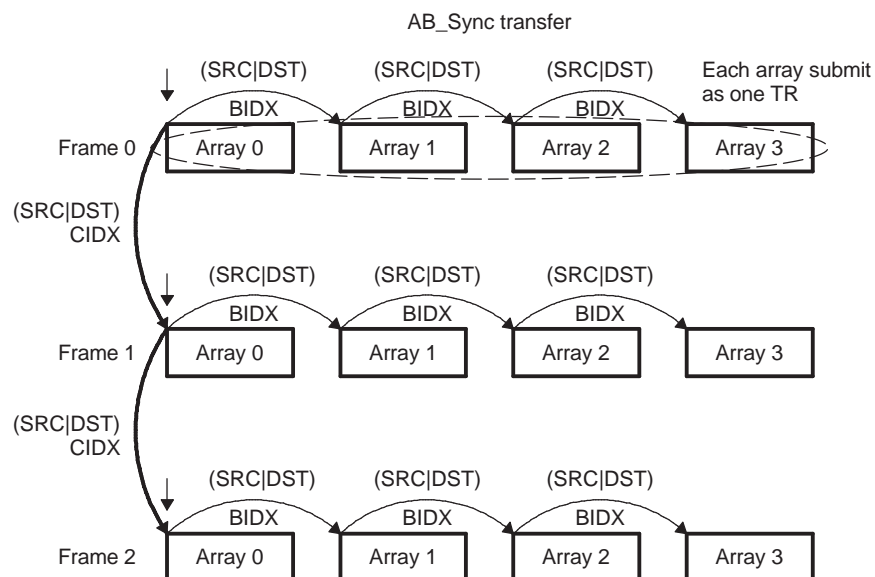 AB_Sync transfer
(SRC|DST) (SRC|DST) (SRC|DST) Each array submit
as one TR
BIDX BIDX BIDX
Frame 0 Array 0 Array 1 Array 2 Array 3
(SRC|DST)
CIDX
(SRC|DST) (SRC|DST) (SRC|DST)
BIDX BIDX BIDX
Frame 1 Array 0 Array 1 Array 2 Array 3
(SRC|DST)
CIDX
(SRC|DST) (SRC|DST) (SRC|DST)
BIDX BIDX BIDX
Frame 2 Array 0 Array 1 Array 2 Array 3